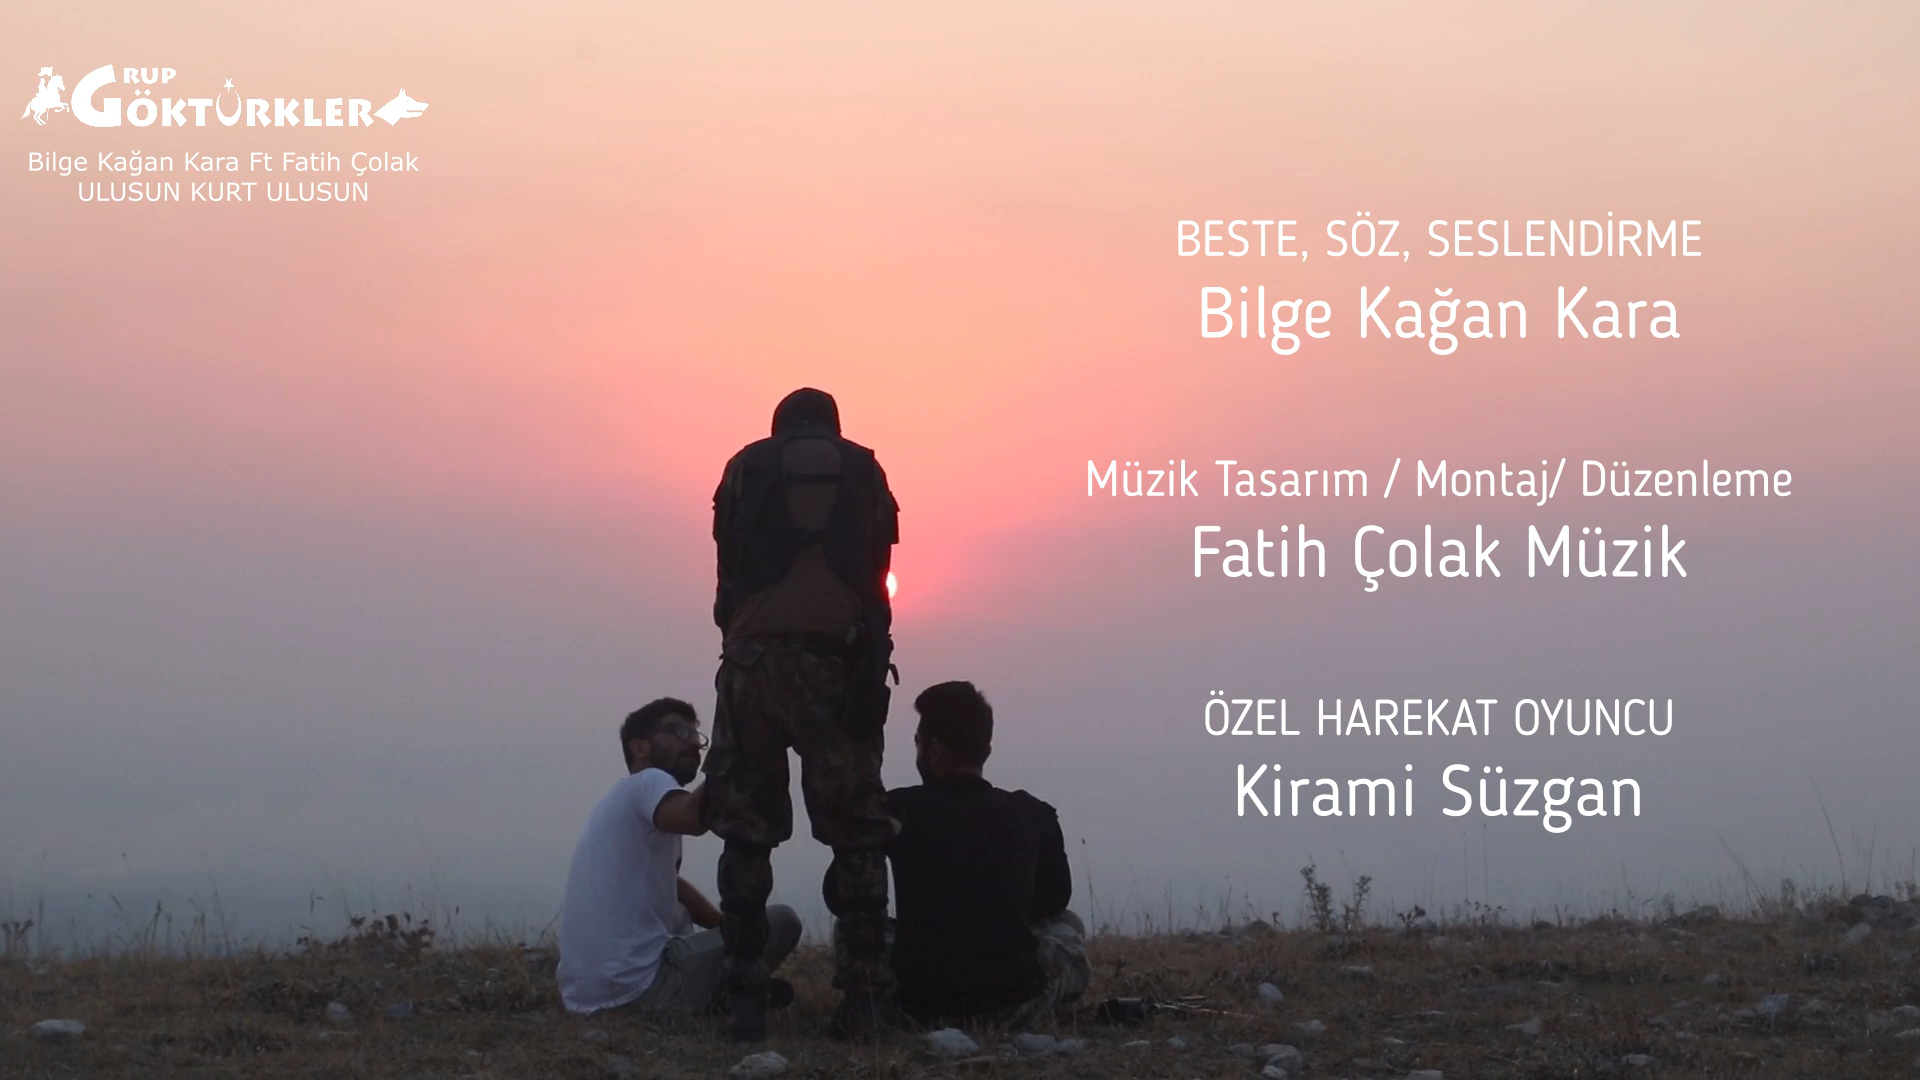 GRUP
GÖKTÜRKLER
Bilge Kağan Kara Ft Fatih Çolak
ULUSUN KURT ULUSUN
BESTE, SÖZ, SESLENDİRME
Bilge Kağan Kara
Müzik Tasarım / Montaj/ Düzenleme
Fatih Çolak Müzik
ÖZEL HAREKAT OYUNCU
Kirami Süzgan